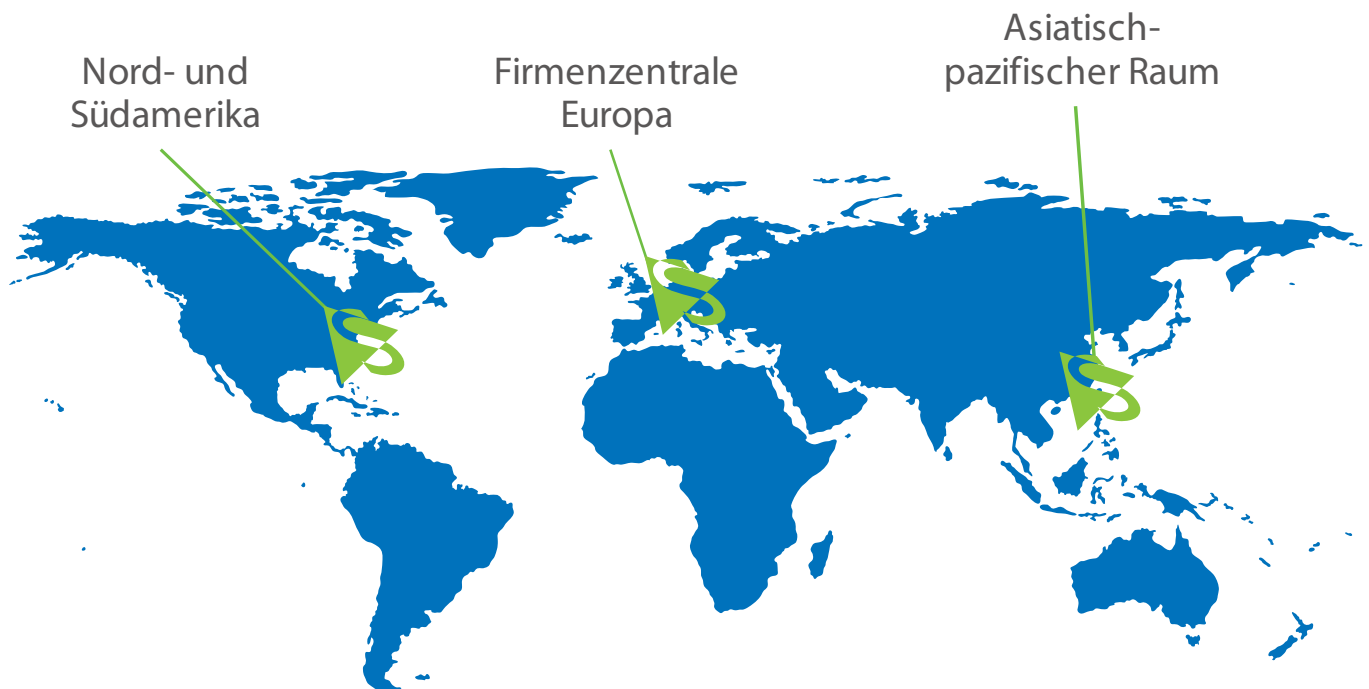 Nord- und
Südamerika
Firmenzentrale
Europa
Asiatisch-
pazifischer Raum